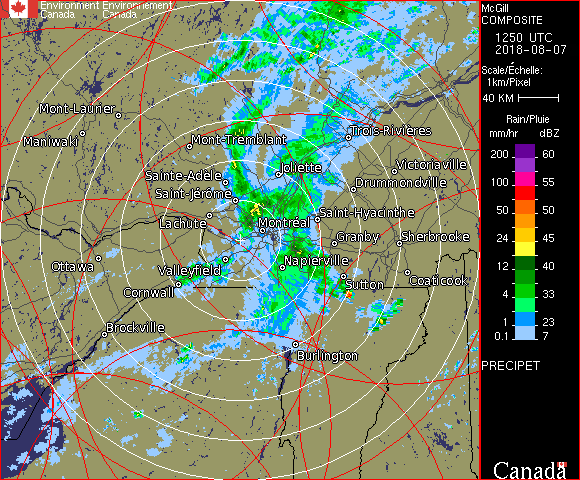 Environment Environnement
Canada Canada
McGill
COMPOSITE
1250 UTC
2018-08-07
Scale/Échelle:
1km/Pixel
40 KM
Rain/Pluie
mm/hr dBZ
200 60
100 55
50 50
24 45
12 40
4 33
1 23
0.1 7
PRECIPET
Canada
Mont-Laurier
Maniwaki
Mont-Tremblant
Trois-Rivières
Joliette
Victoriaville
Sainte-Adèle
Drummondville
Saint-Jérôme
Lachute
Saint-Hyacinthe
Montréal
Granby
Sherbrooke
Ottawa
Valleyfield
Napierville
Cornwall
Sutton
Coaticook
Brockville
Burlington